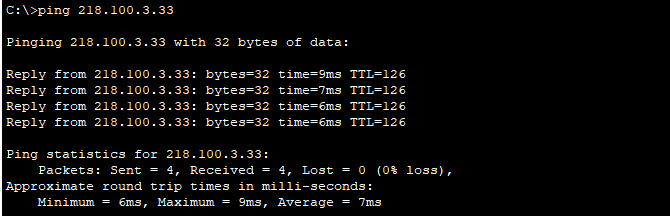 C:\>ping 218.100.3.33
Pinging 218.100.3.33 with 32 bytes of data:
Reply from 218.100.3.33: bytes=32 time=9ms TTL=126
Reply from 218.100.3.33: bytes=32 time=7ms TTL=126
Reply from 218.100.3.33: bytes=32 time=6ms TTL=126
Reply from 218.100.3.33: bytes=32 time=6ms TTL=126
Ping statistics for 218.100.3.33:
    Packets: Sent = 4, Received = 4, Lost = 0 (0% loss),
Approximate round trip times in milli-seconds:
    Minimum = 6ms, Maximum = 9ms, Average = 7ms